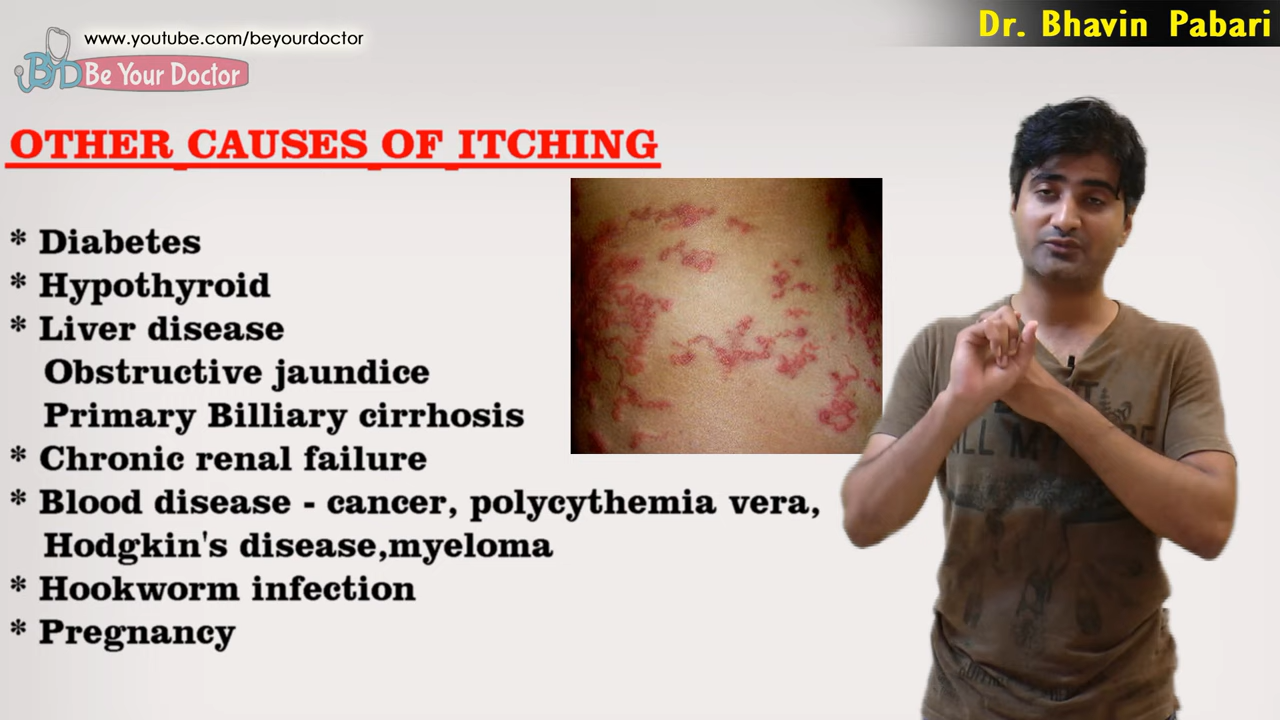 www.youtube.com/beyourdoctor
Dr. Bhavin Pabari
BYD Be Your Doctor
OTHER CAUSES OF ITCHING
* Diabetes
* Hypothyroid
* Liver disease
Obstructive jaundice
Primary Billiary cirrhosis
* Chronic renal failure
* Blood disease - cancer, polycythemia vera,
Hodgkin's disease,myeloma
* Hookworm infection
* Pregnancy